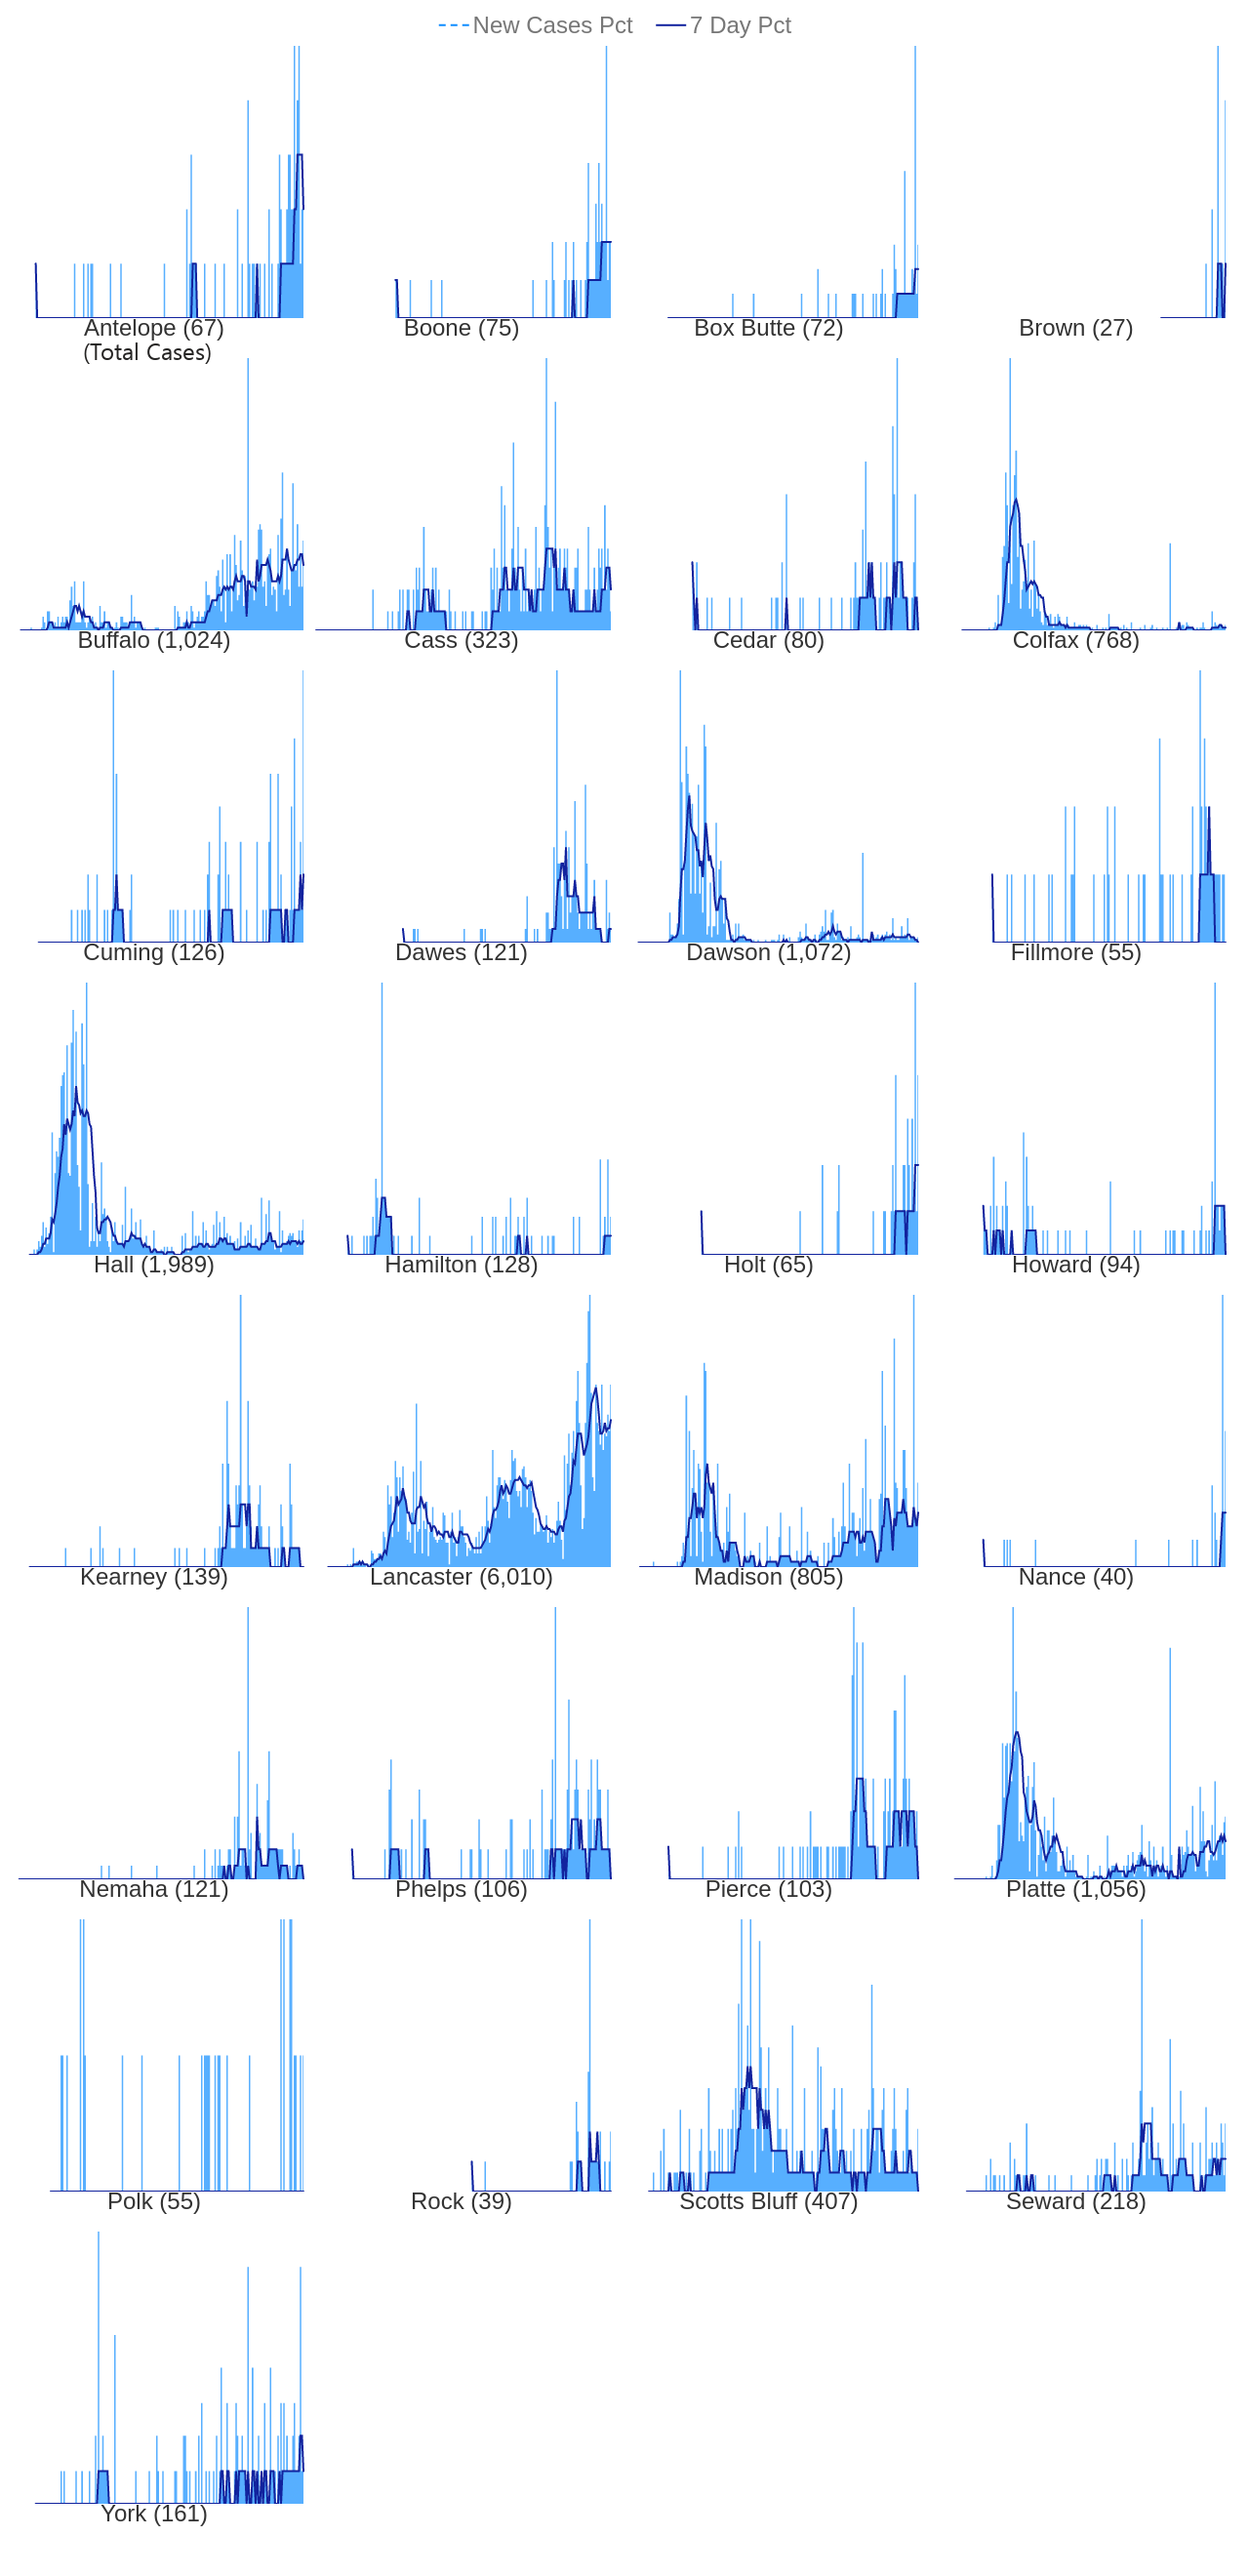 New Cases Pct 7 Day Pct
Antelope (67) Boone (75) Box Butte (72) Brown (27)
(Total Cases)
Buffalo (1,024) Cass (323) Cedar (80) Colfax (768)
Cuming (126) Dawes (121) Dawson (1,072) Fillmore (55)
Hall (1,989) Hamilton (128) Holt (65) Howard (94)
Kearney (139) Lancaster (6,010) Madison (805) Nance (40)
Nemaha (121) Phelps (106) Pierce (103) Platte (1,056)
Polk (55) Rock (39) Scotts Bluff (407) Seward (218)
York (161)